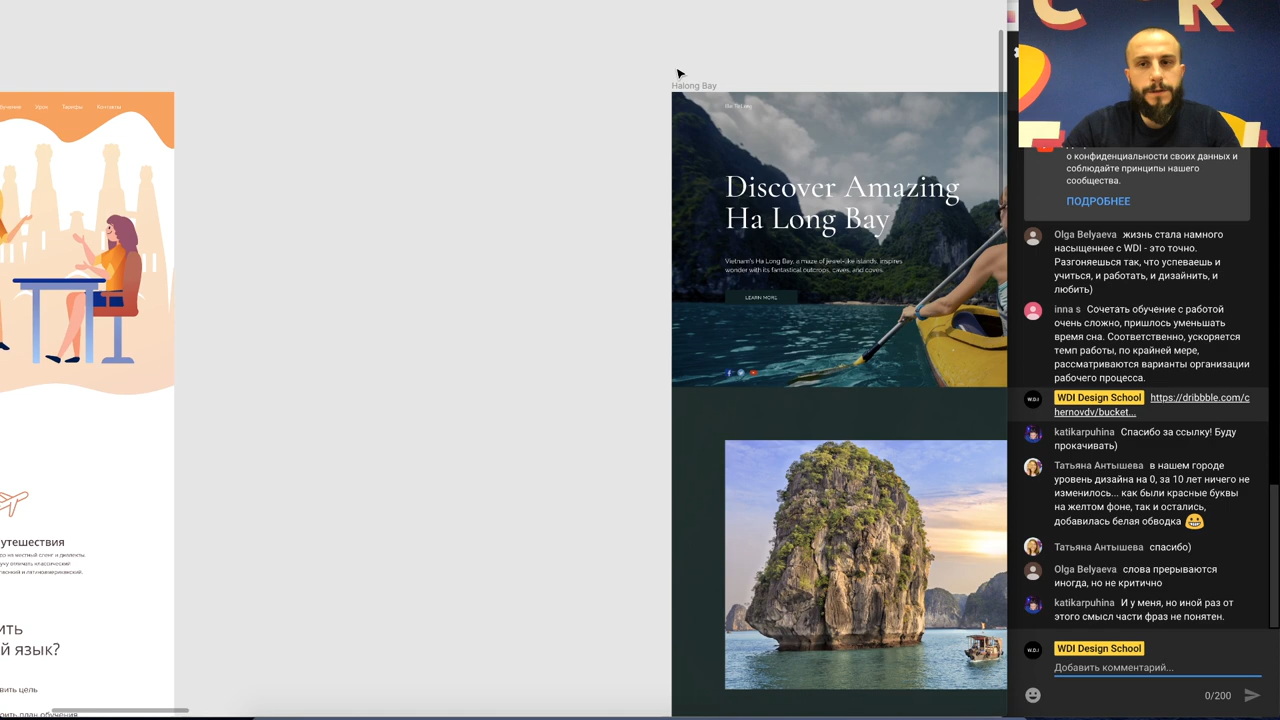 Урок
Тарифы
Контакты
утешествия
ить
й язык?
вить цель
орить план обучения
Halong Bay
Discover Amazing
Ha Long Bay
Vietnam's Ha Long Bay, a maze of jewel-like islands, inspires
wonder with its fantastical outcrops, caves, and coves.
LEARN MORE
о конфиденциальности своих данных и
соблюдайте принципы нашего
сообщества.
ПОДРОБНЕЕ
Olga Belyaeva жизнь стала намного
насыщеннее с WDI - это точно.
Разгоняешься так, что успеваешь и
учиться, и работать, и дизайнить, и
любить)
inna s Сочетать обучение с работой
очень сложно, пришлось уменьшать
время сна. Соответственно, ускоряется
темп работы, по крайней мере,
рассматриваются варианты организации
рабочего процесса.
WDI Design School https://dribbble.com/c
hernovdv/bucket...
katikarpuhina Спасибо за ссылку! Буду
прокачивать)
Татьяна Антышева в нашем городе
уровень дизайна на 0, за 10 лет ничего не
изменилось... как были красные буквы
на желтом фоне, так и остались,
добавилась белая обводка
Татьяна Антышева спасибо)
Olga Belyaeva слова прерываются
иногда, но не критично
katikarpuhina И у меня, но иной раз от
этого смысл части фраз не понятен.
W.D.I
WDI Design School
Добавить комментарий...
0/200